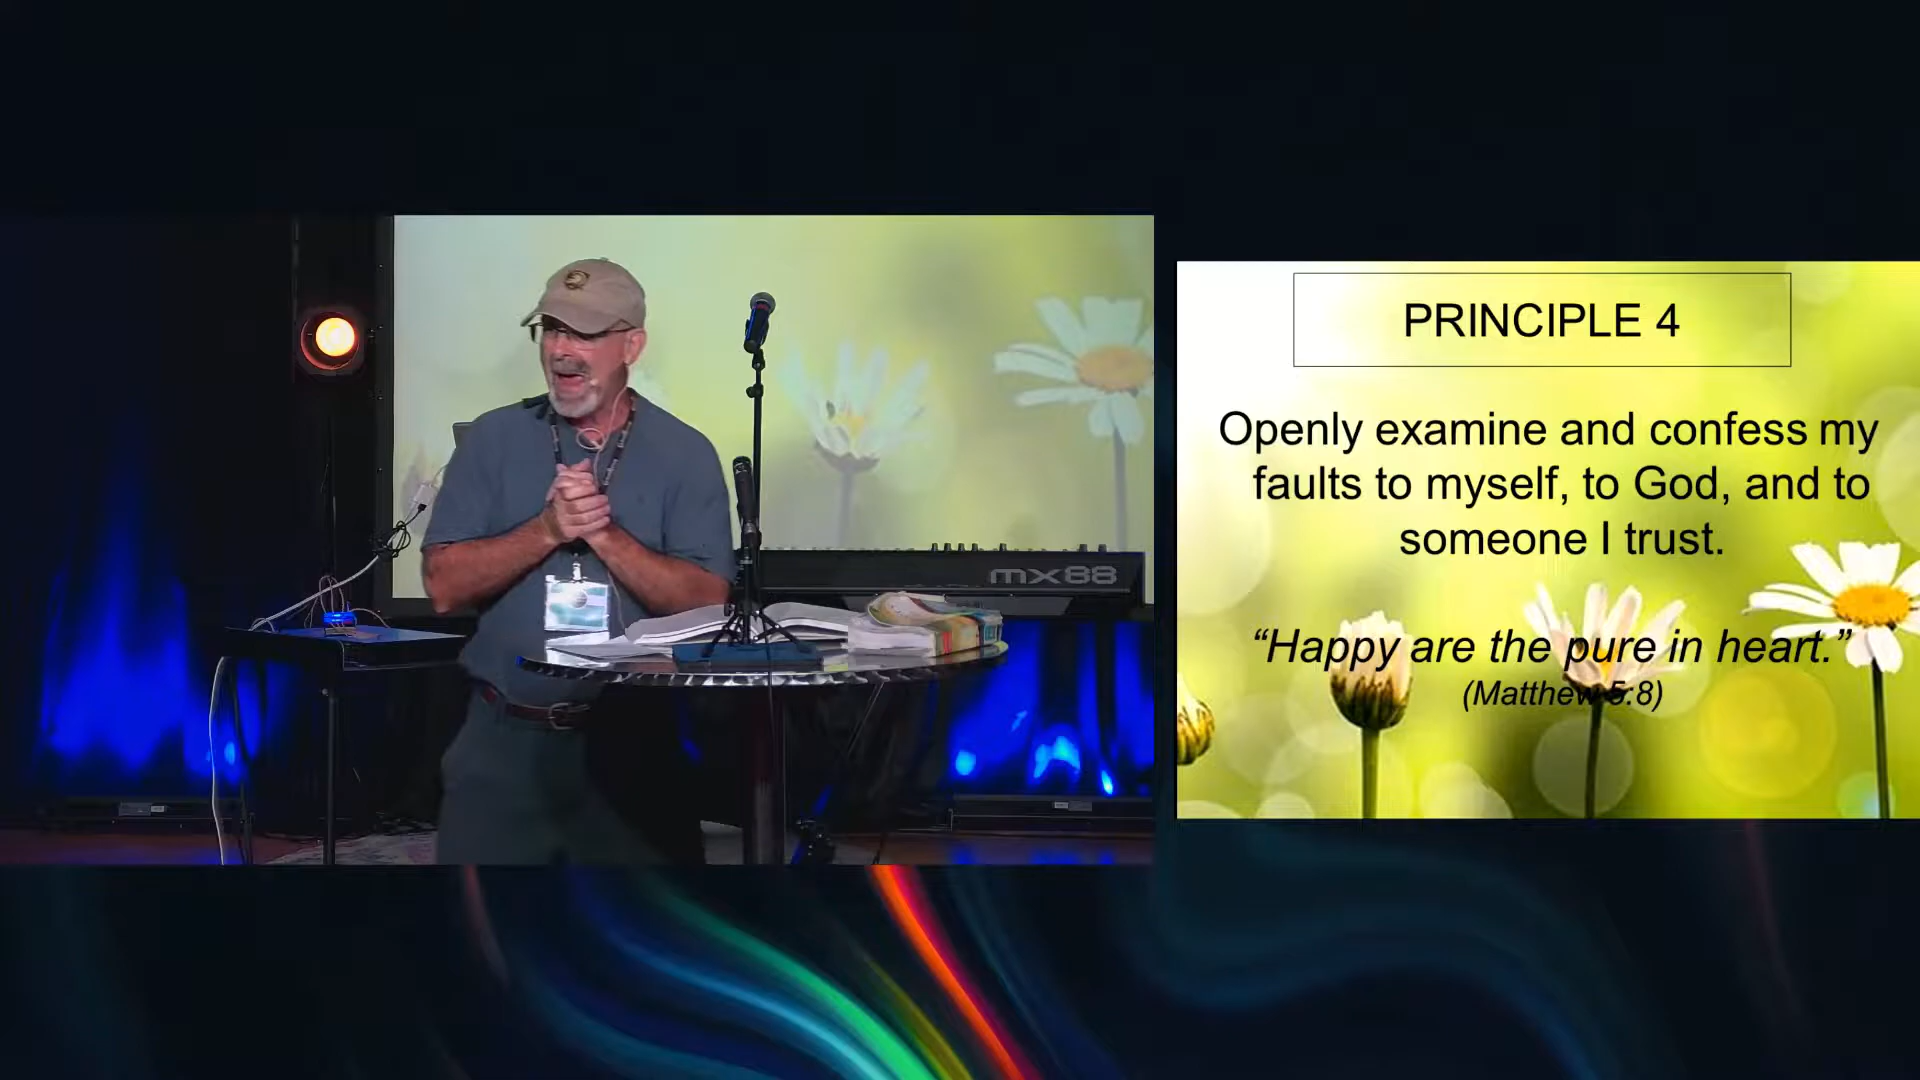 mx88
PRINCIPLE 4
Openly examine and confess my
faults to myself, to God, and to
someone I trust.
“Happy are the pure in heart.”
(Matthew 5:8)